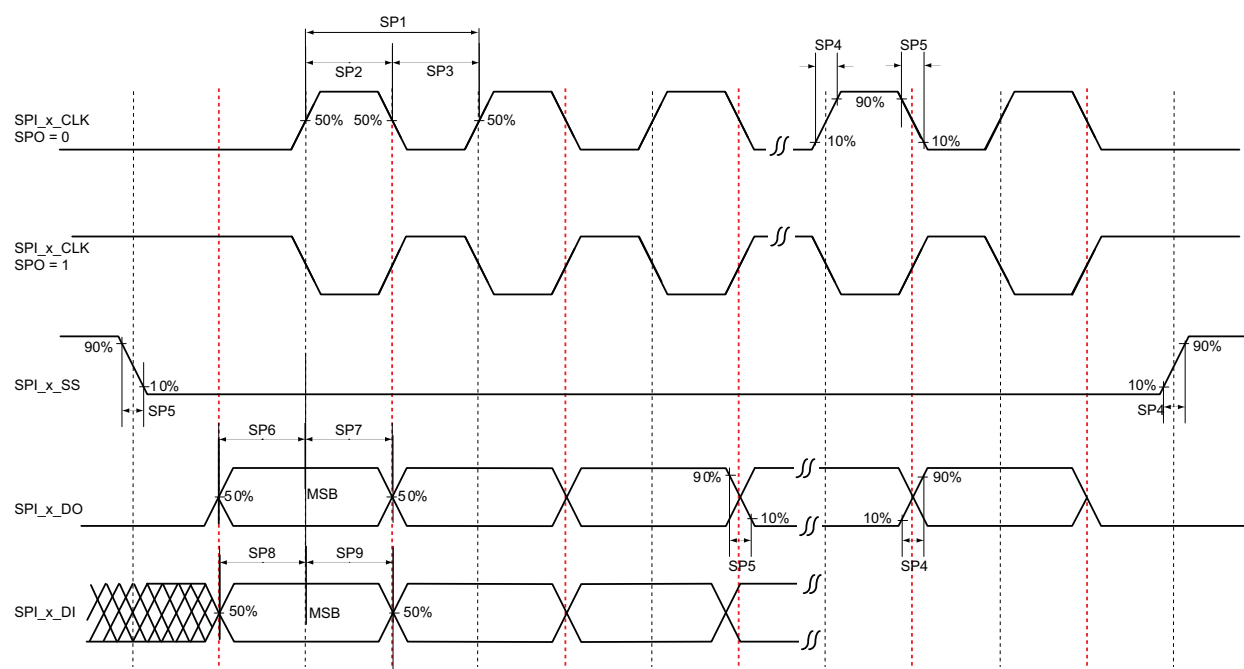 SP1
SP4 SP5
SP2 SP3
SPI_x_CLK
SPO = 0
50% 50% 50% 90%
10% 10%
SPI_x_CLK
SPO = 1
90% 90%
SPI_x_SS
10% 10%
SP5 SP4
SP6 SP7
90% 90%
50% MSB 50%
SPI_x_DO
10% 10%
SP8 SP9 SP5 SP4
SPI_x_DI
50% MSB 50%